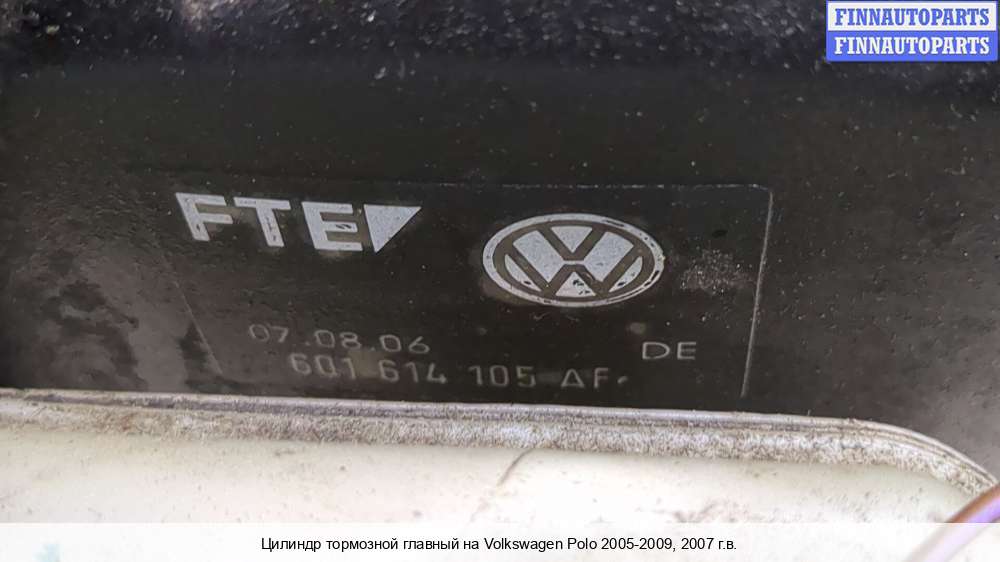 FINNAUTOPARTS
FINNAUTOPARTS
FTE
VW
07.08.06
DE
6Q1 614 105 AF
Цилиндр тормозной главный на Volkswagen Polo 2005-2009, 2007 г.в.